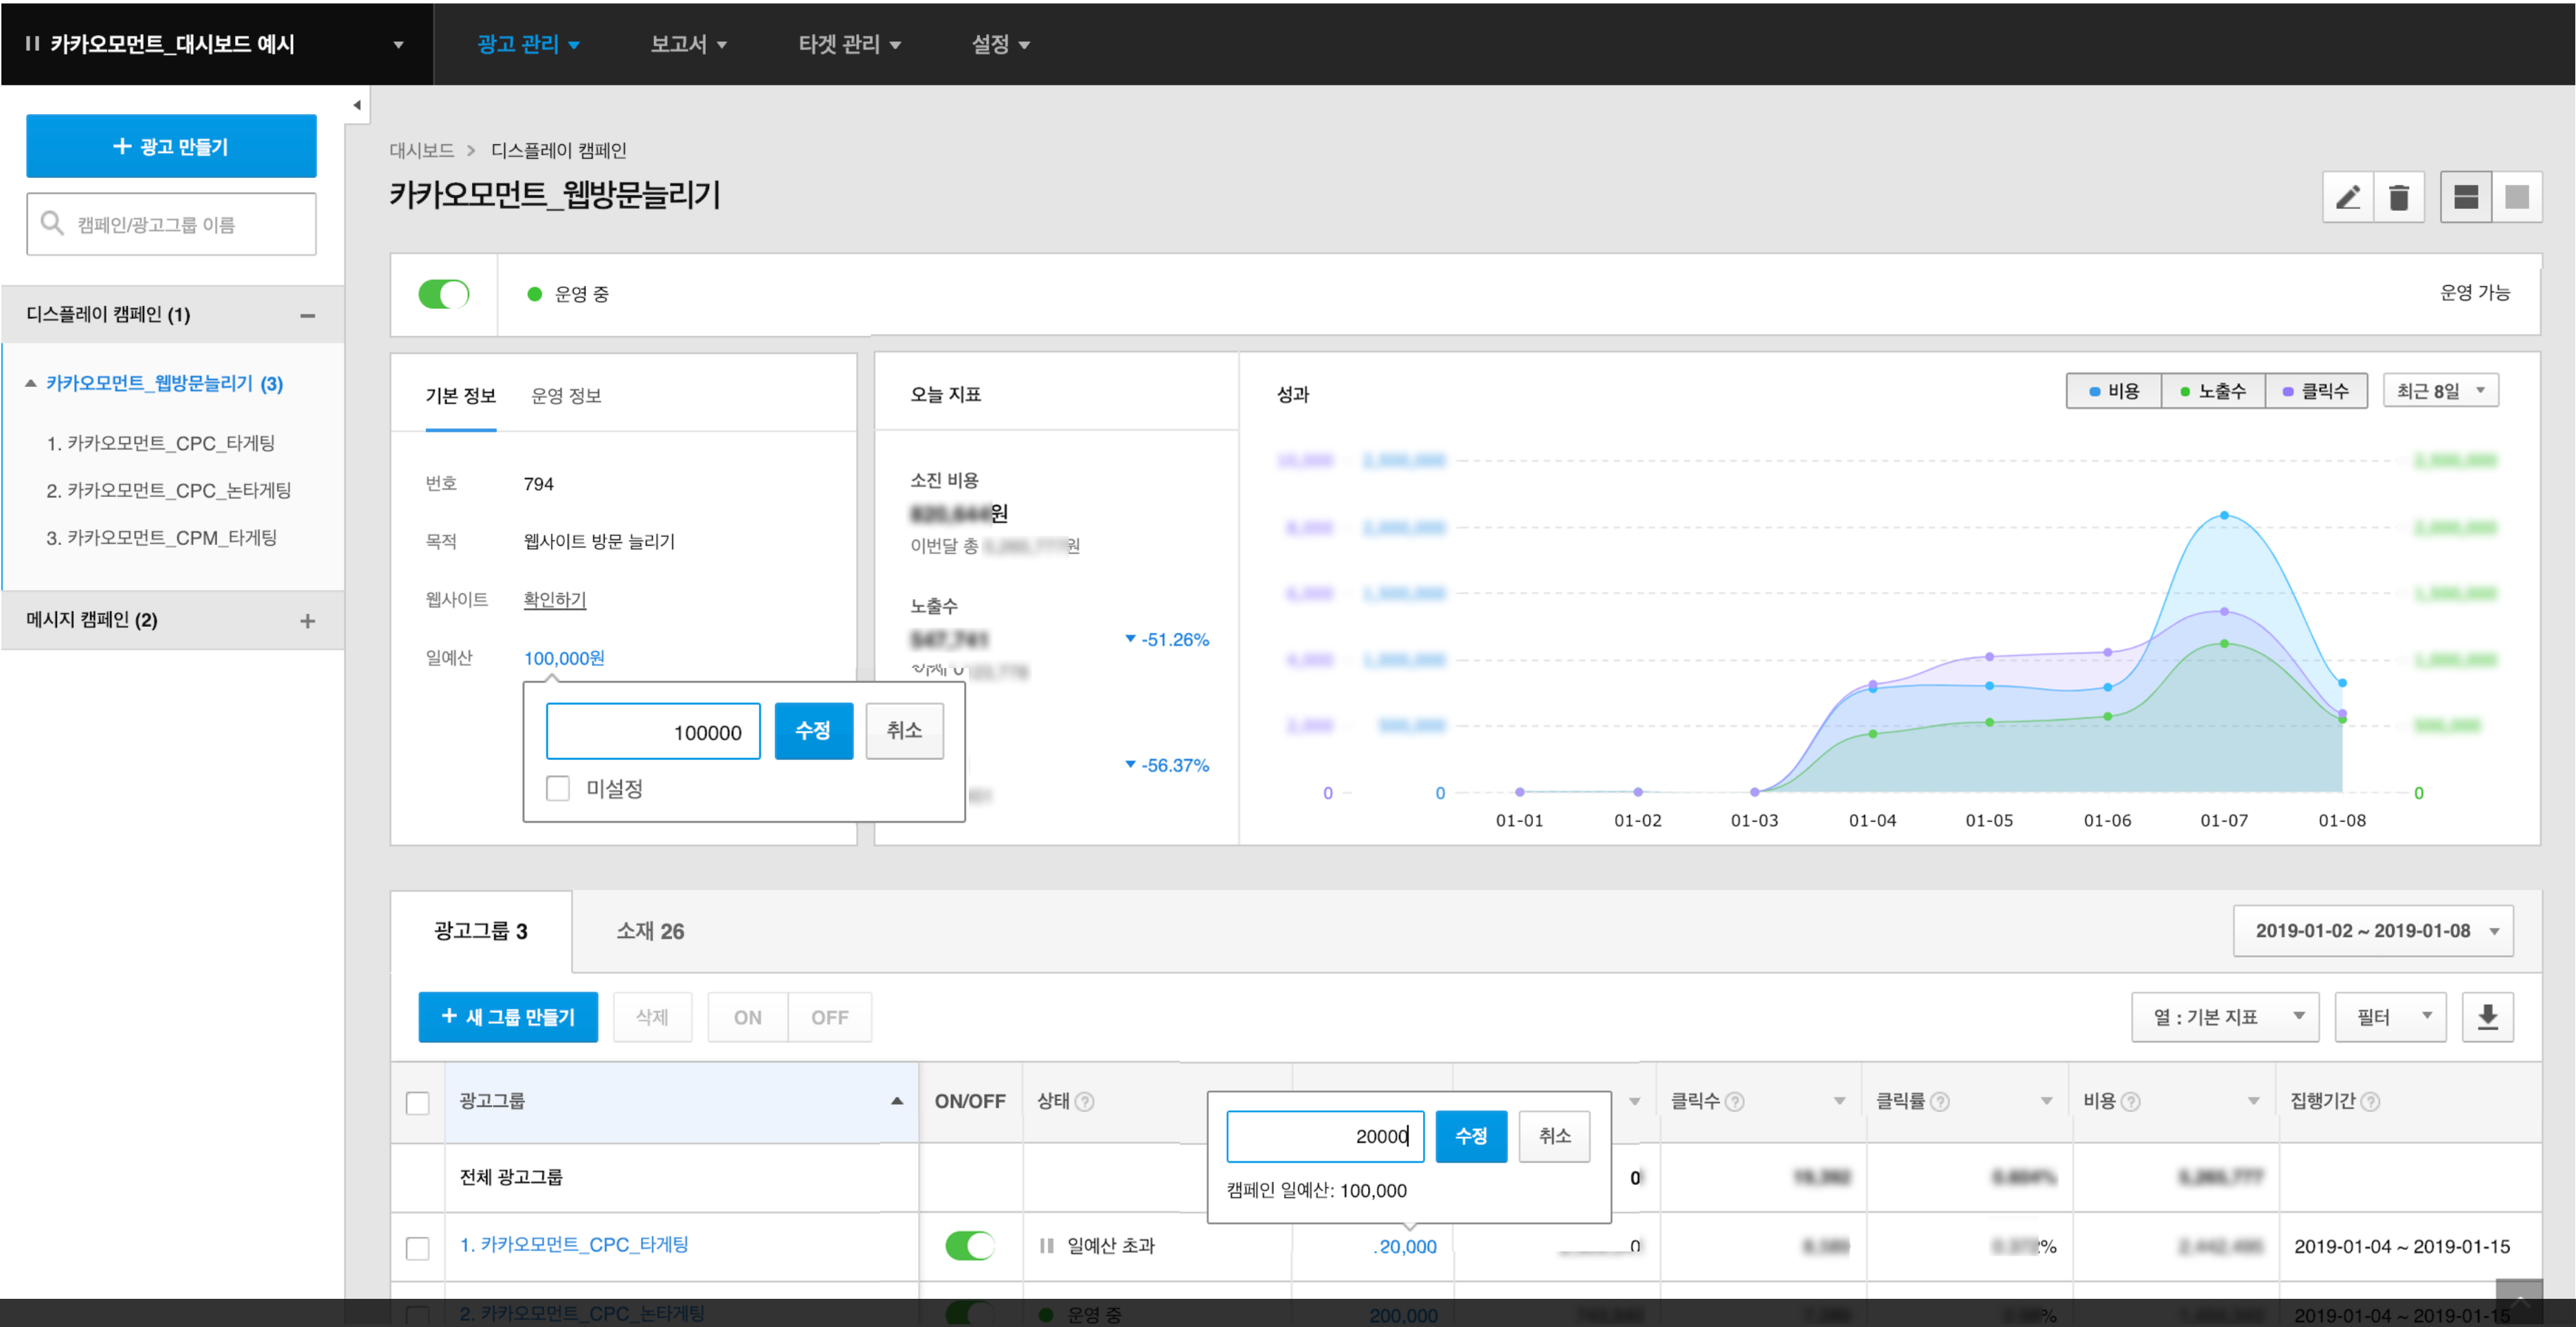 카카오모먼트_대시보드 예시
광고 관리
보고서
타겟 관리
설정
+ 광고 만들기
캠페인/광고그룹 이름
디스플레이 캠페인 (1)
카카오모먼트_웹방문늘리기 (3)
1. 카카오모먼트_CPC_타게팅
2. 카카오모먼트_CPC_논타게팅
3. 카카오모먼트_CPM_타게팅
메시지 캠페인 (2)
대시보드 > 디스플레이 캠페인
카카오모먼트_웹방문늘리기
운영 중
운영 가능
기본 정보
운영 정보
번호 794
목적 웹사이트 방문 늘리기
웹사이트 확인하기
일예산 100,000원
100000 수정 취소
미설정
오늘 지표
소진 비용
원
이번달 총 원
노출수
-51.26%
-56.37%
성과
비용 노출수 클릭수
최근 8일
0 0 0
01-01 01-02 01-03 01-04 01-05 01-06 01-07 01-08
광고그룹 3
소재 26
2019-01-02 ~ 2019-01-08
+ 새 그룹 만들기
삭제
ON OFF
열 : 기본 지표
필터
광고그룹 ON/OFF 상태 ? 클릭수 ? 클릭률 ? 비용 ? 집행기간 ?
20000 수정 취소
캠페인 일예산: 100,000
전체 광고그룹 0
1. 카카오모먼트_CPC_타게팅 일예산 초과 .20,000 0 % 2019-01-04 ~ 2019-01-15
2. 카카오모먼트_CPC_논타게팅 운영 중 200,000 % 2019-01-04 ~ 2019-01-15